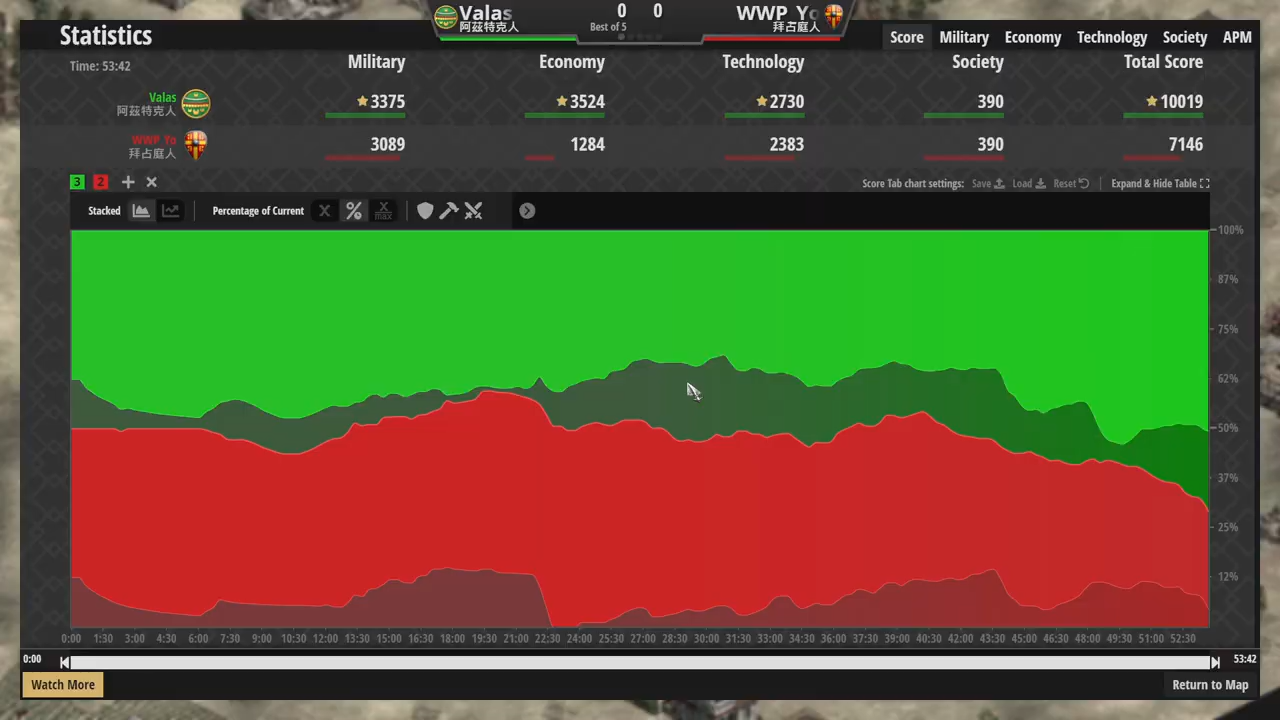 Valas 0 0 WWP Yo
阿茲特克人 Best of 5 拜占庭人
Statistics
Score Military Economy Technology Society APM
Time: 53:42 Military Economy Technology Society Total Score
Valas
阿茲特克人 3375 3524 2730 390 10019
WWP Yo
拜占庭人 3089 1284 2383 390 7146
3 2 Score Tab chart settings: Save Load Reset Expand & Hide Table
Stacked Percentage of Current X % X max
100%
87%
75%
62%
50%
37%
25%
12%
0:00 1:30 3:00 4:30 6:00 7:30 9:00 10:30 12:00 13:30 15:00 16:30 18:00 19:30 21:00 22:30 24:00 25:30 27:00 28:30 30:00 31:30 33:00 34:30 36:00 37:30 39:00 40:30 42:00 43:30 45:00 46:30 48:00 49:30 51:00 52:30
0:00 53:42
Watch More Return to Map